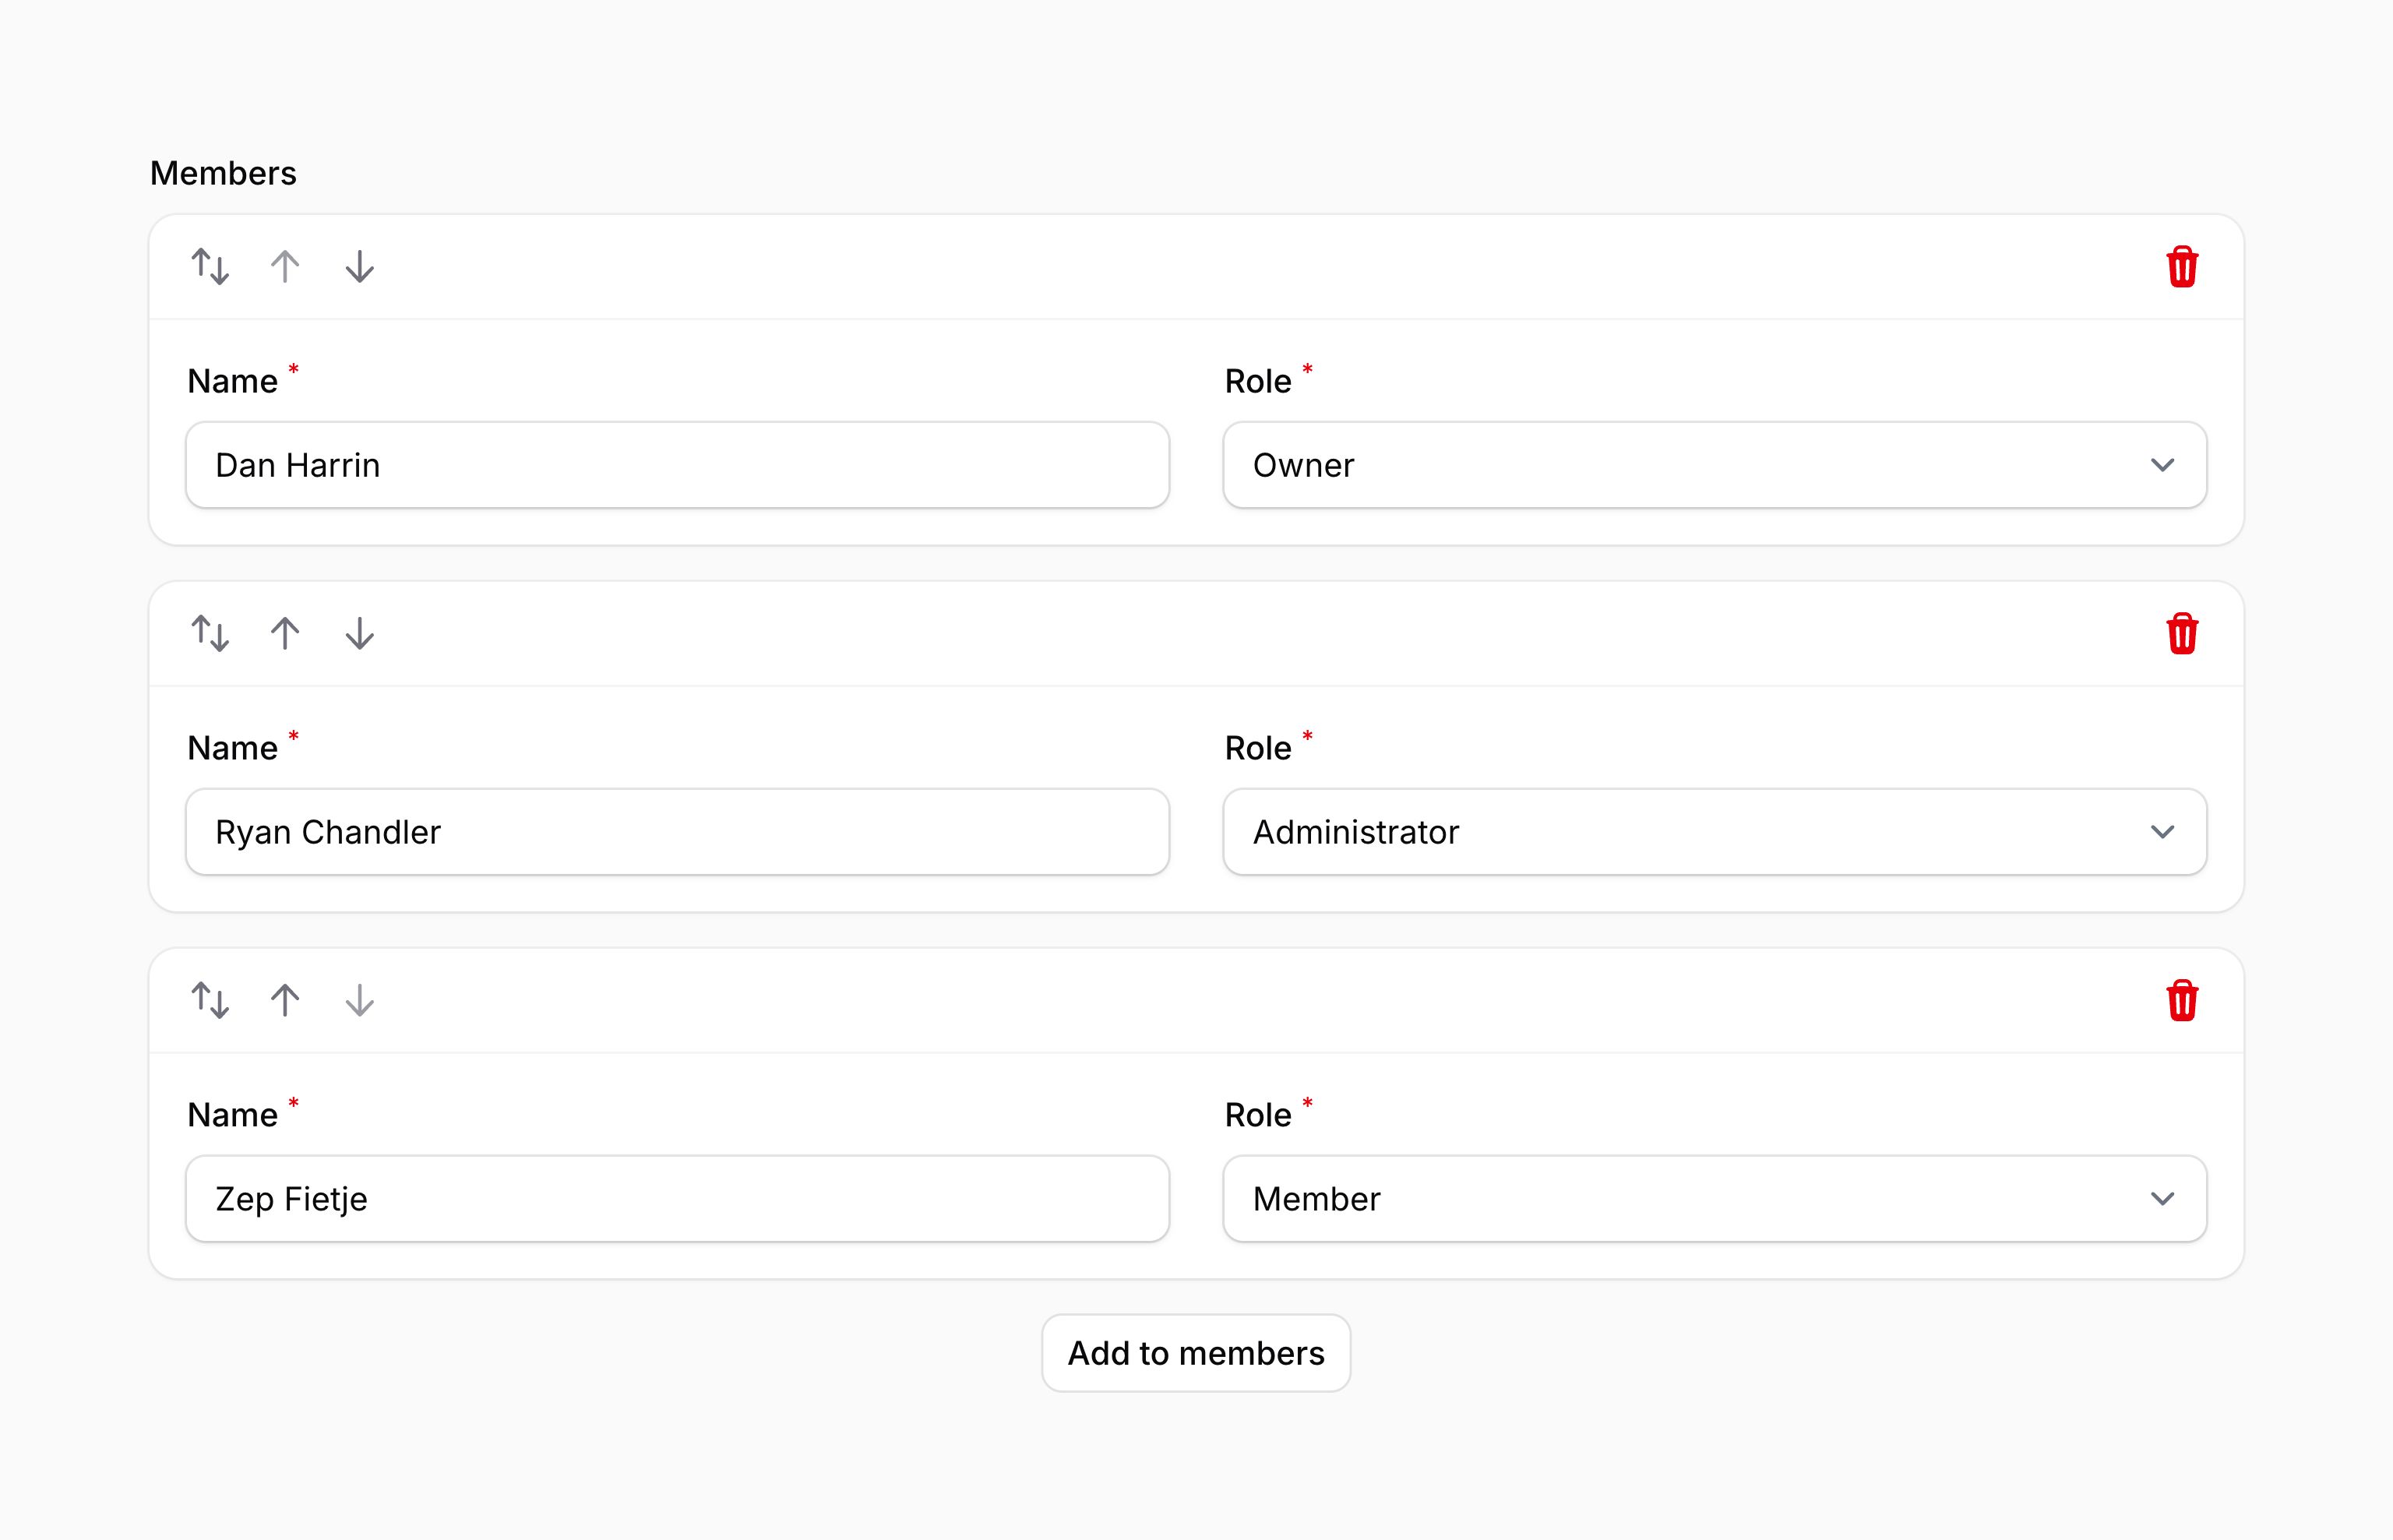 Members
Name *
Role *
Dan Harrin
Owner
Name *
Role *
Ryan Chandler
Administrator
Name *
Role *
Zep Fietje
Member
Add to members